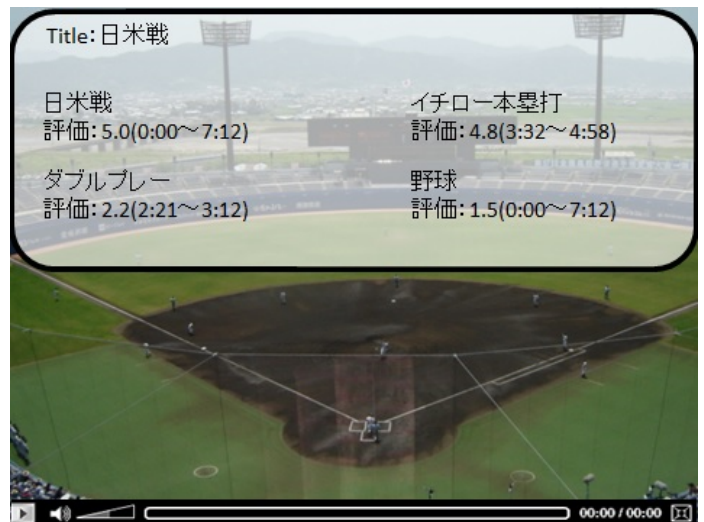 Title:日米戦
日米戦
評価:5.0(0:00～7:12)
イチロー本塁打
評価:4.8(3:32～4:58)
ダブルプレー
評価:2.2(2:21～3:12)
野球
評価:1.5(0:00～7:12)
00:00 / 00:00